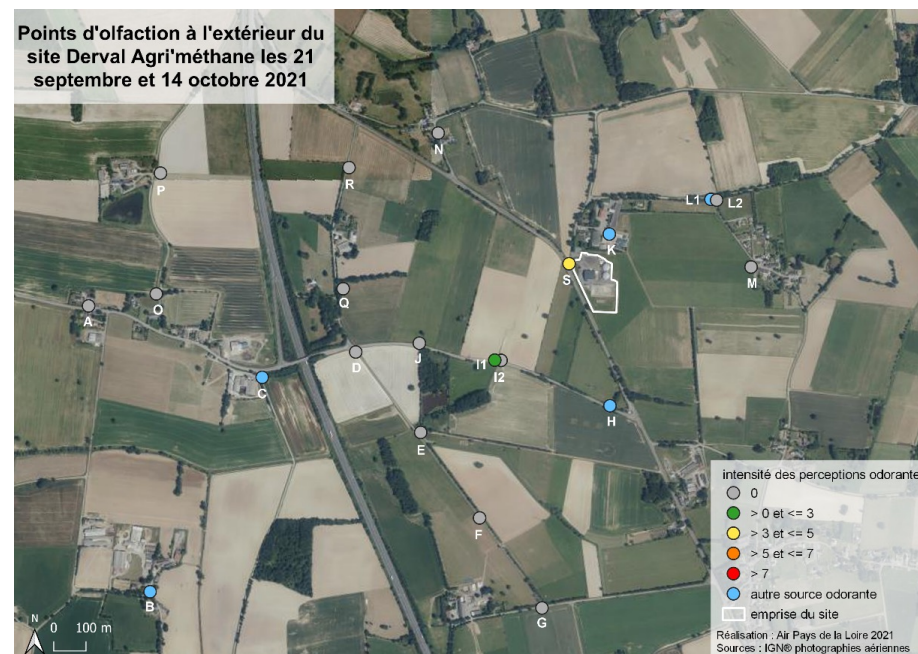 Points d'olfaction à l'extérieur du
site Derval Agri'méthane les 21
septembre et 14 octobre 2021
N
P
R
L1
L2
K
S
M
Q
O
A
J
D
I1
I2
C
H
E
F
B
G
intensité des perceptions odorante
0
> 0 et <= 3
> 3 et <= 5
> 5 et <= 7
> 7
autre source odorante
emprise du site
N
0 100 m
Réalisation : Air Pays de la Loire 2021
Sources : IGN® photographies aériennes